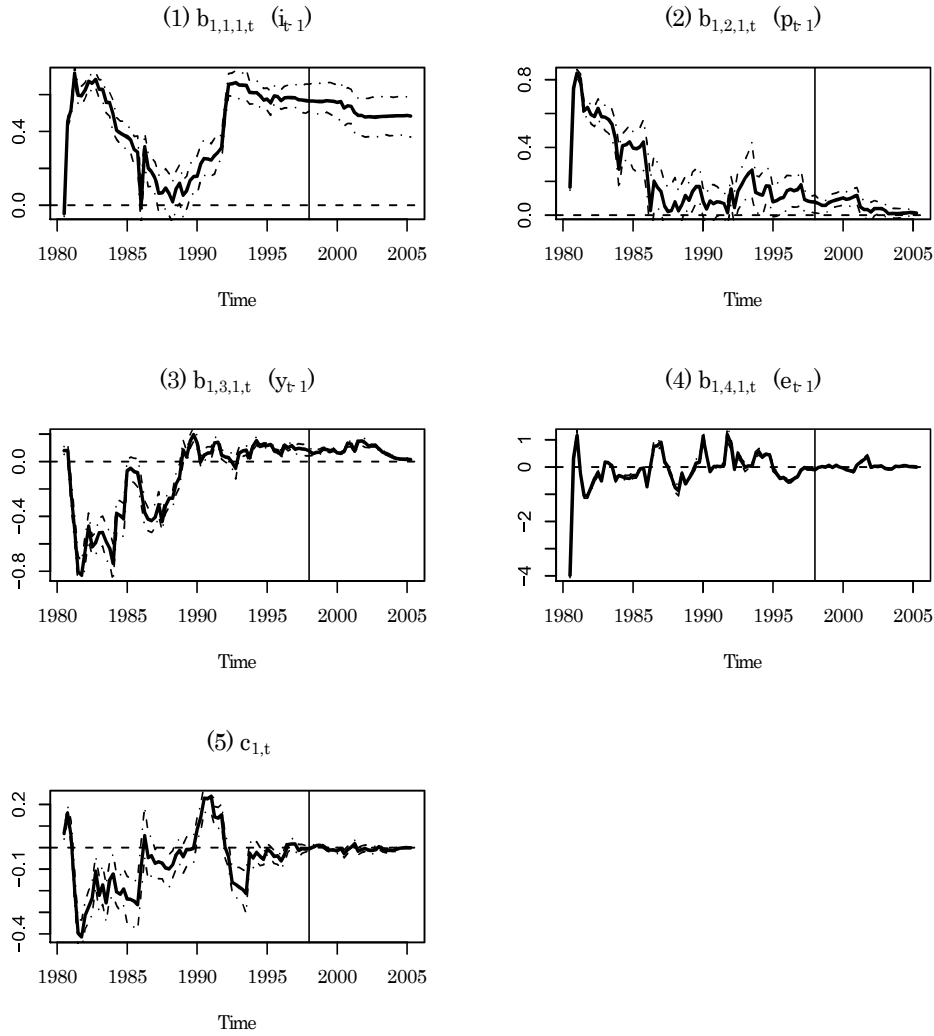 (1) b1,1,1,t (it-1)
(2) b1,2,1,t (pt-1)
0.0 0.4
0.0 0.4 0.8
1980 1985 1990 1995 2000 2005
1980 1985 1990 1995 2000 2005
Time
Time
(3) b1,3,1,t (yt-1)
(4) b1,4,1,t (et-1)
−0.8 −0.4 0.0
−4 −2 0 1
1980 1985 1990 1995 2000 2005
1980 1985 1990 1995 2000 2005
Time
Time
(5) c1,t
−0.4 −0.1 0.2
1980 1985 1990 1995 2000 2005
Time